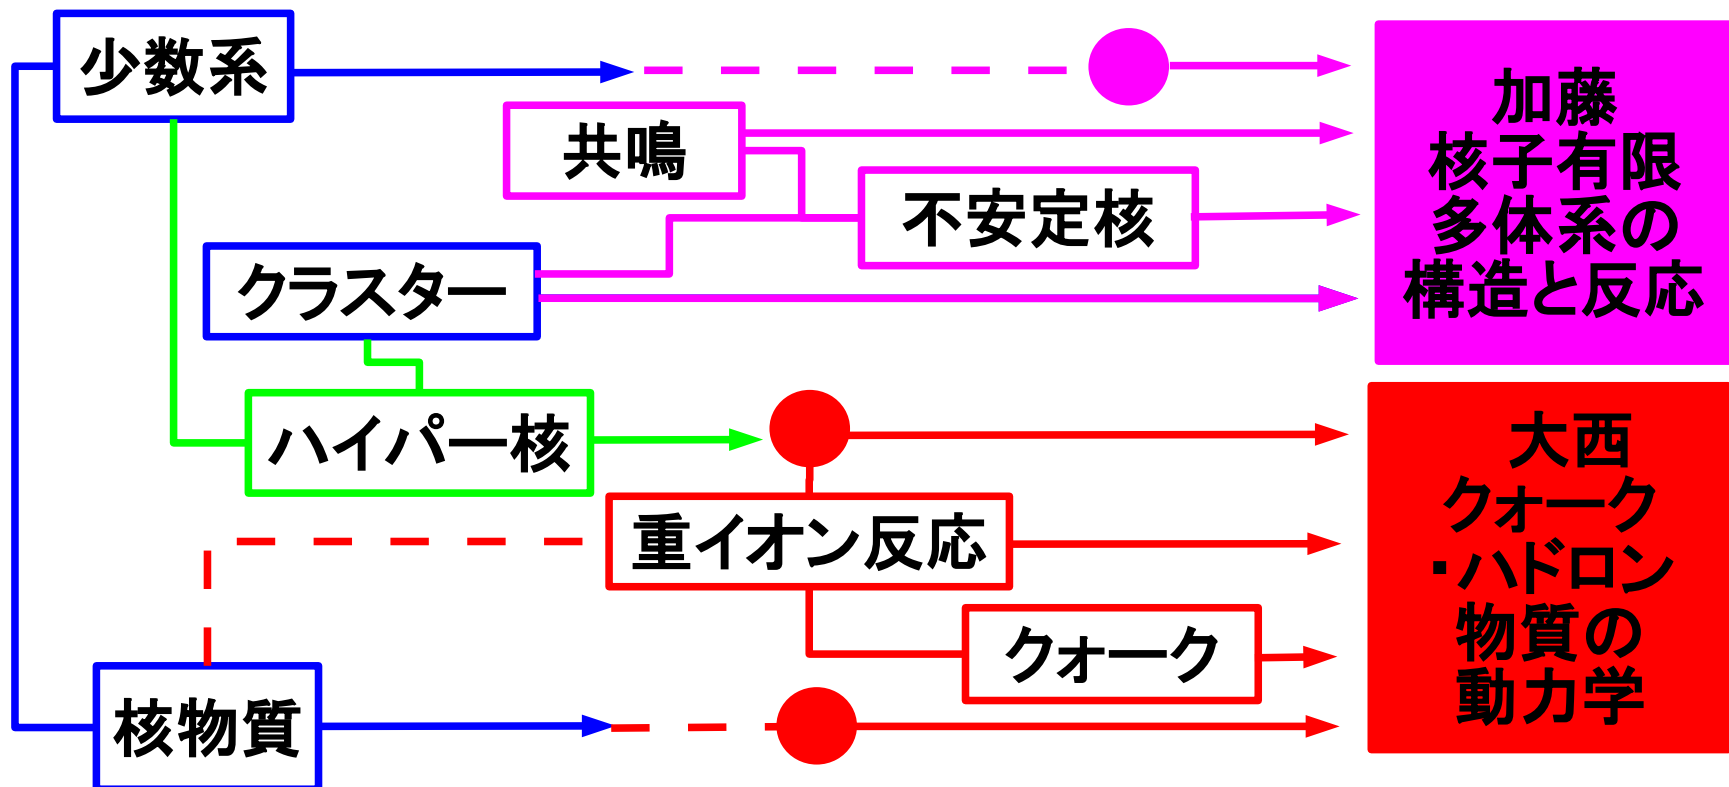 少数系
共鳴
不安定核
クラスター
ハイパー核
重イオン反応
クォーク
核物質
加藤
核子有限
多体系の
構造と反応
大西
クォーク
・ハドロン
物質の
動力学